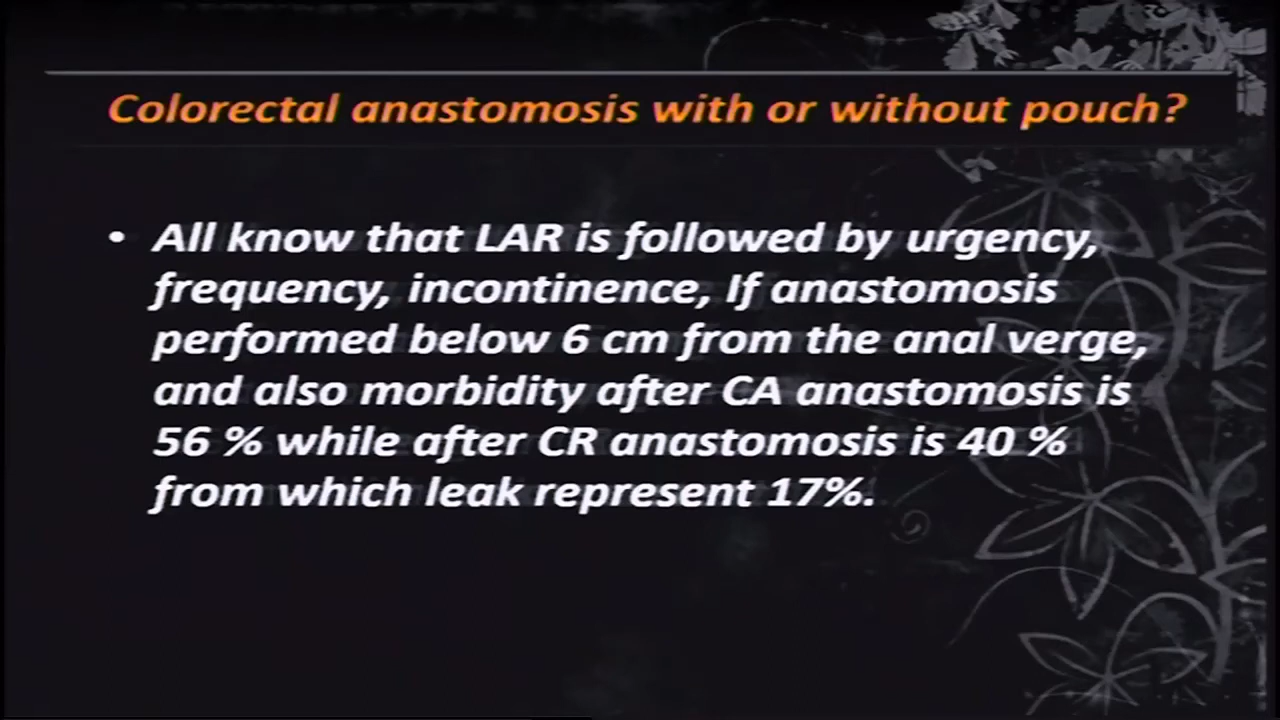 Colorectal anastomosis with or without pouch?
• All know that LAR is followed by urgency,
frequency, incontinence, If anastomosis
performed below 6 cm from the anal verge,
and also morbidity after CA anastomosis is
56 % while after CR anastomosis is 40 %
from which leak represent 17%.